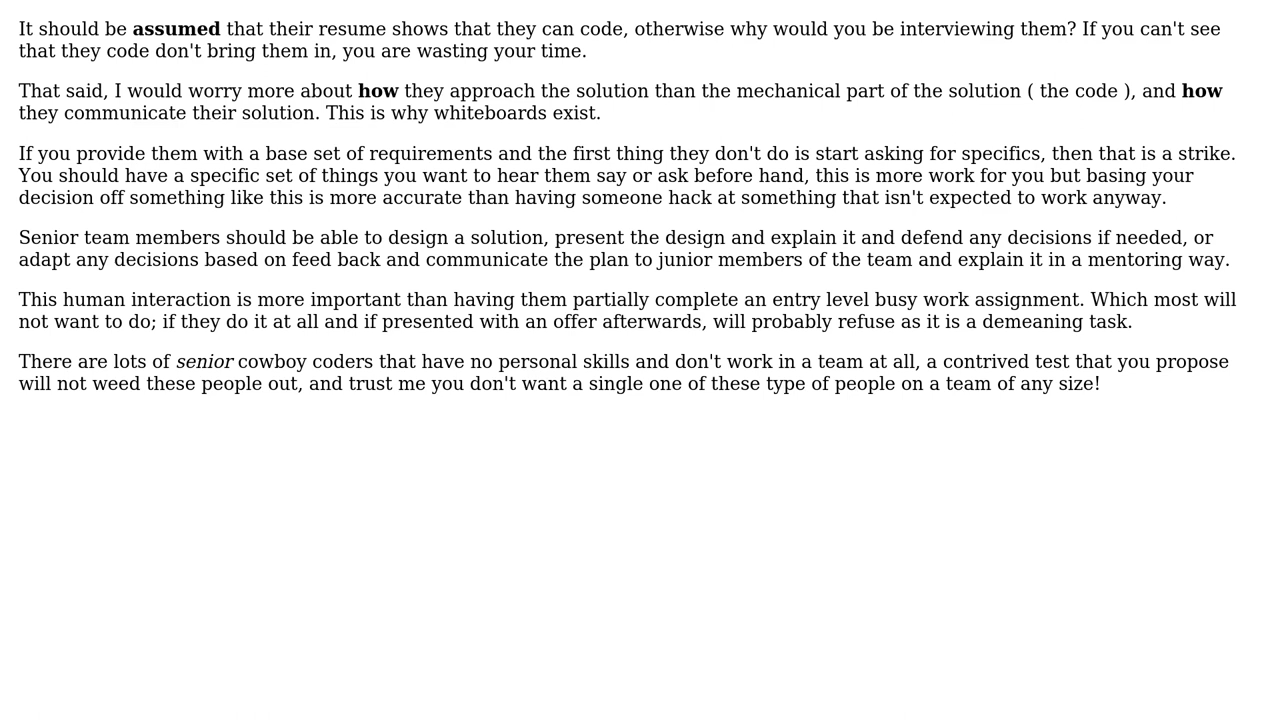 It should be assumed that their resume shows that they can code, otherwise why would you be interviewing them? If you can't see
that they code don't bring them in, you are wasting your time.
That said, I would worry more about how they approach the solution than the mechanical part of the solution ( the code ), and how
they communicate their solution. This is why whiteboards exist.
If you provide them with a base set of requirements and the first thing they don't do is start asking for specifics, then that is a strike.
You should have a specific set of things you want to hear them say or ask before hand, this is more work for you but basing your
decision off something like this is more accurate than having someone hack at something that isn't expected to work anyway.
Senior team members should be able to design a solution, present the design and explain it and defend any decisions if needed, or
adapt any decisions based on feed back and communicate the plan to junior members of the team and explain it in a mentoring way.
This human interaction is more important than having them partially complete an entry level busy work assignment. Which most will
not want to do; if they do it at all and if presented with an offer afterwards, will probably refuse as it is a demeaning task.
There are lots of senior cowboy coders that have no personal skills and don't work in a team at all, a contrived test that you propose
will not weed these people out, and trust me you don't want a single one of these type of people on a team of any size!